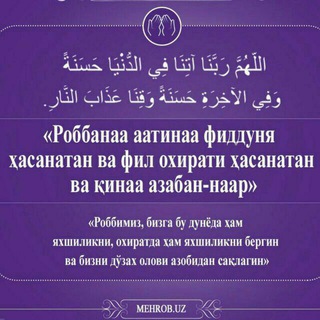 اللَّهُمَّ رَبَّنَا آتِنَا فِي الدُّنْيَا حَسَنَةً
وَفِي الآخِرَةِ حَسَنَةً وَقِنَا عَذَابَ النَّارِ.
«Роббанаа аатинаа фиддуня
ҳасанатан ва фил охирати ҳасанатан
ва қинаа азабан-наар»
«Роббимиз, бизга бу дунёда ҳам
яхшиликни, охиратда ҳам яхшиликни бергин
ва бизни дўзах олови азобидан сақлагин»
MEHROB.UZ